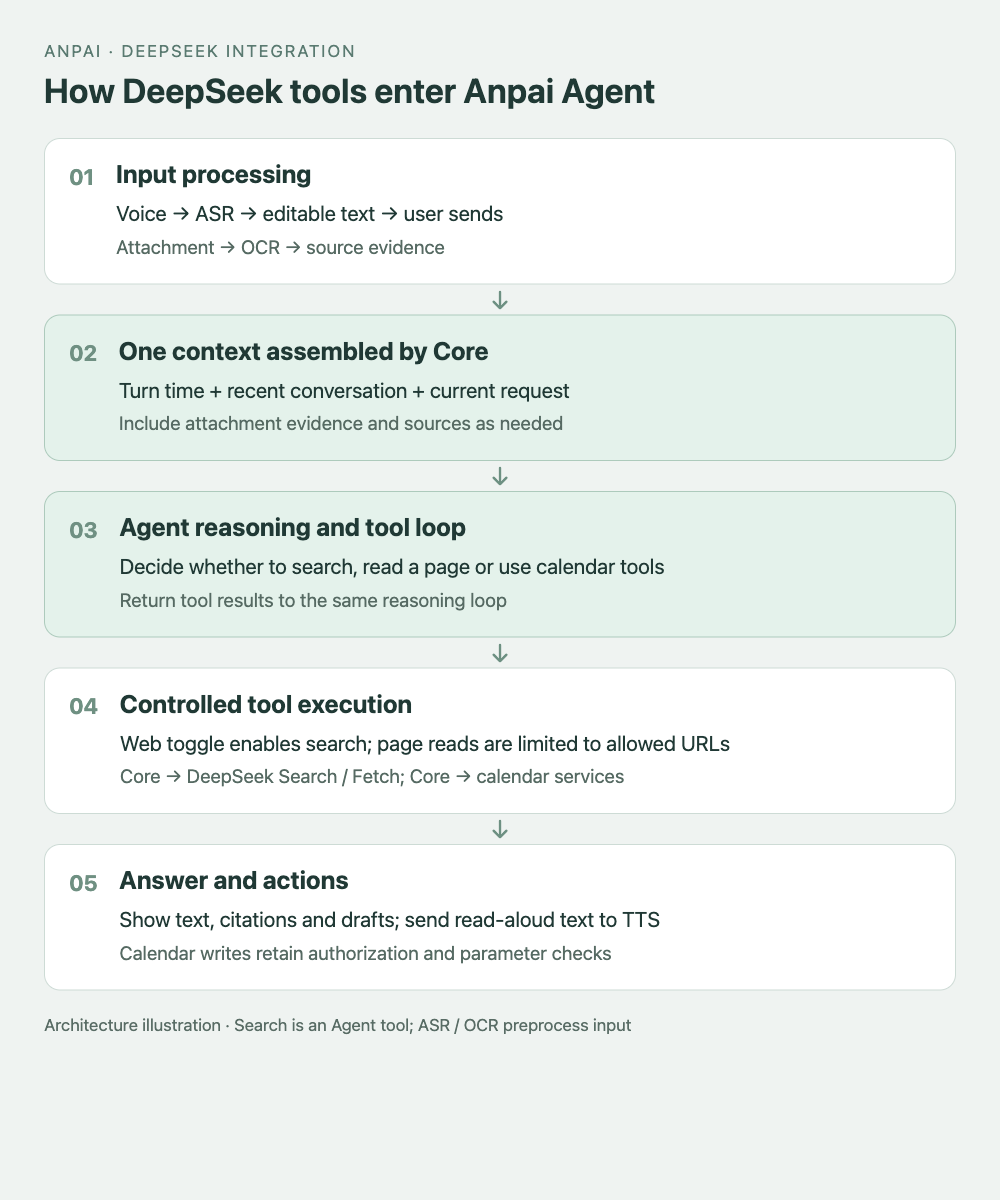 ANPAI · DEEPSEEK INTEGRATION
How DeepSeek tools enter Anpai Agent
01 Input processing
Voice → ASR → editable text → user sends
Attachment → OCR → source evidence
↓
02 One context assembled by Core
Turn time + recent conversation + current request
Include attachment evidence and sources as needed
↓
03 Agent reasoning and tool loop
Decide whether to search, read a page or use calendar tools
Return tool results to the same reasoning loop
↓
04 Controlled tool execution
Web toggle enables search; page reads are limited to allowed URLs
Core → DeepSeek Search / Fetch; Core → calendar services
↓
05 Answer and actions
Show text, citations and drafts; send read-aloud text to TTS
Calendar writes retain authorization and parameter checks
Architecture illustration · Search is an Agent tool; ASR / OCR preprocess input